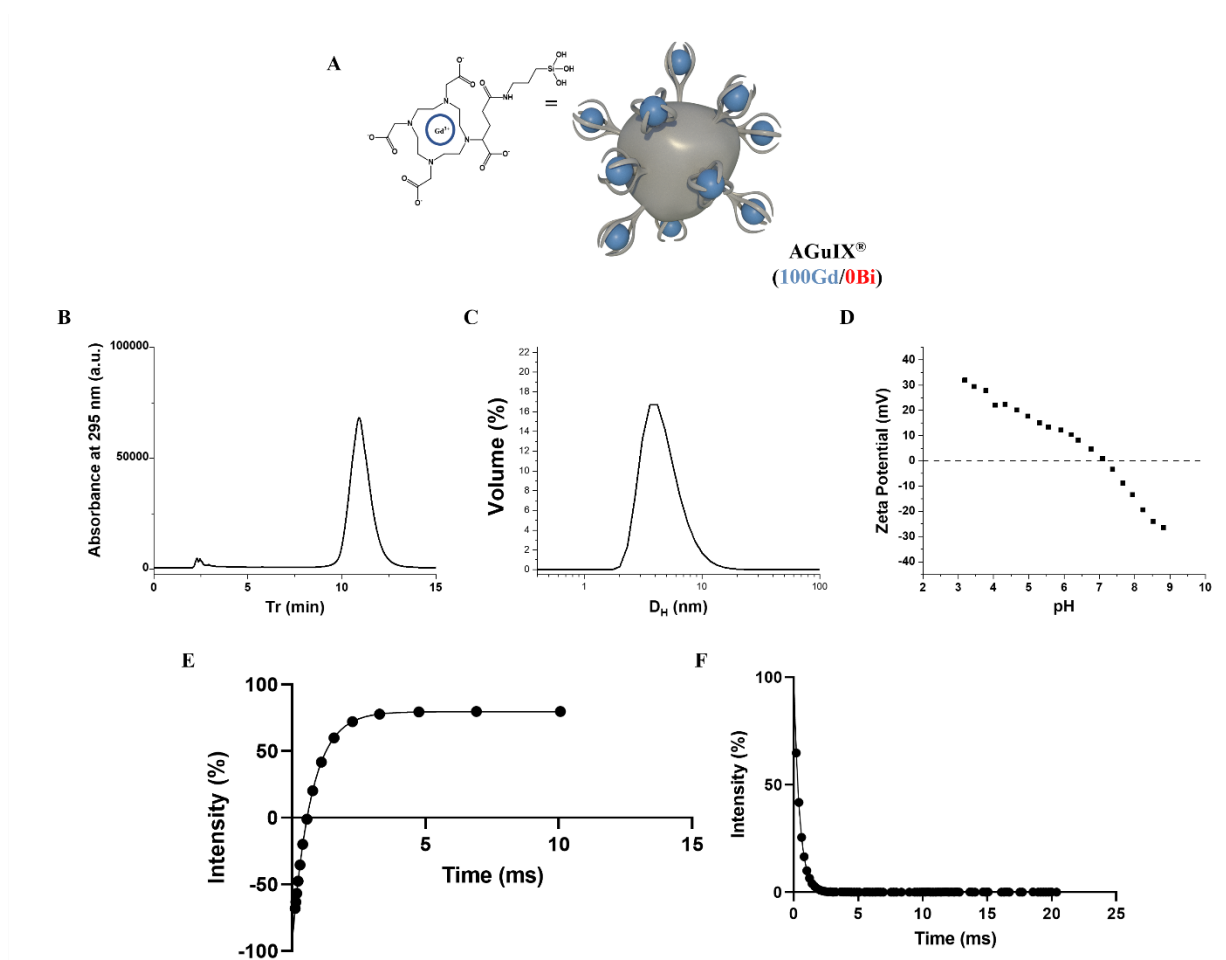 A
O-
O
N
N
N
N
Gd3+
-O
O
O
O-
O
O-
O
NH
Si
OH
OH
OH
=
AGuIX®
(100Gd/0Bi)
B
Absorbance at 295 nm (a.u.)
100000
50000
0
0 5 10 15
Tr (min)
C
Volume (%)
22
20
18
16
14
12
10
8
6
4
2
0
1 10 100
DH (nm)
D
Zeta Potential (mV)
40
30
20
10
0
-10
-20
-30
-40
2 3 4 5 6 7 8 9 10
pH
E
Intensity (%)
100
50
0
-50
-100
5 10 15
Time (ms)
F
Intensity (%)
100
50
0
0 5 10 15 20 25
Time (ms)